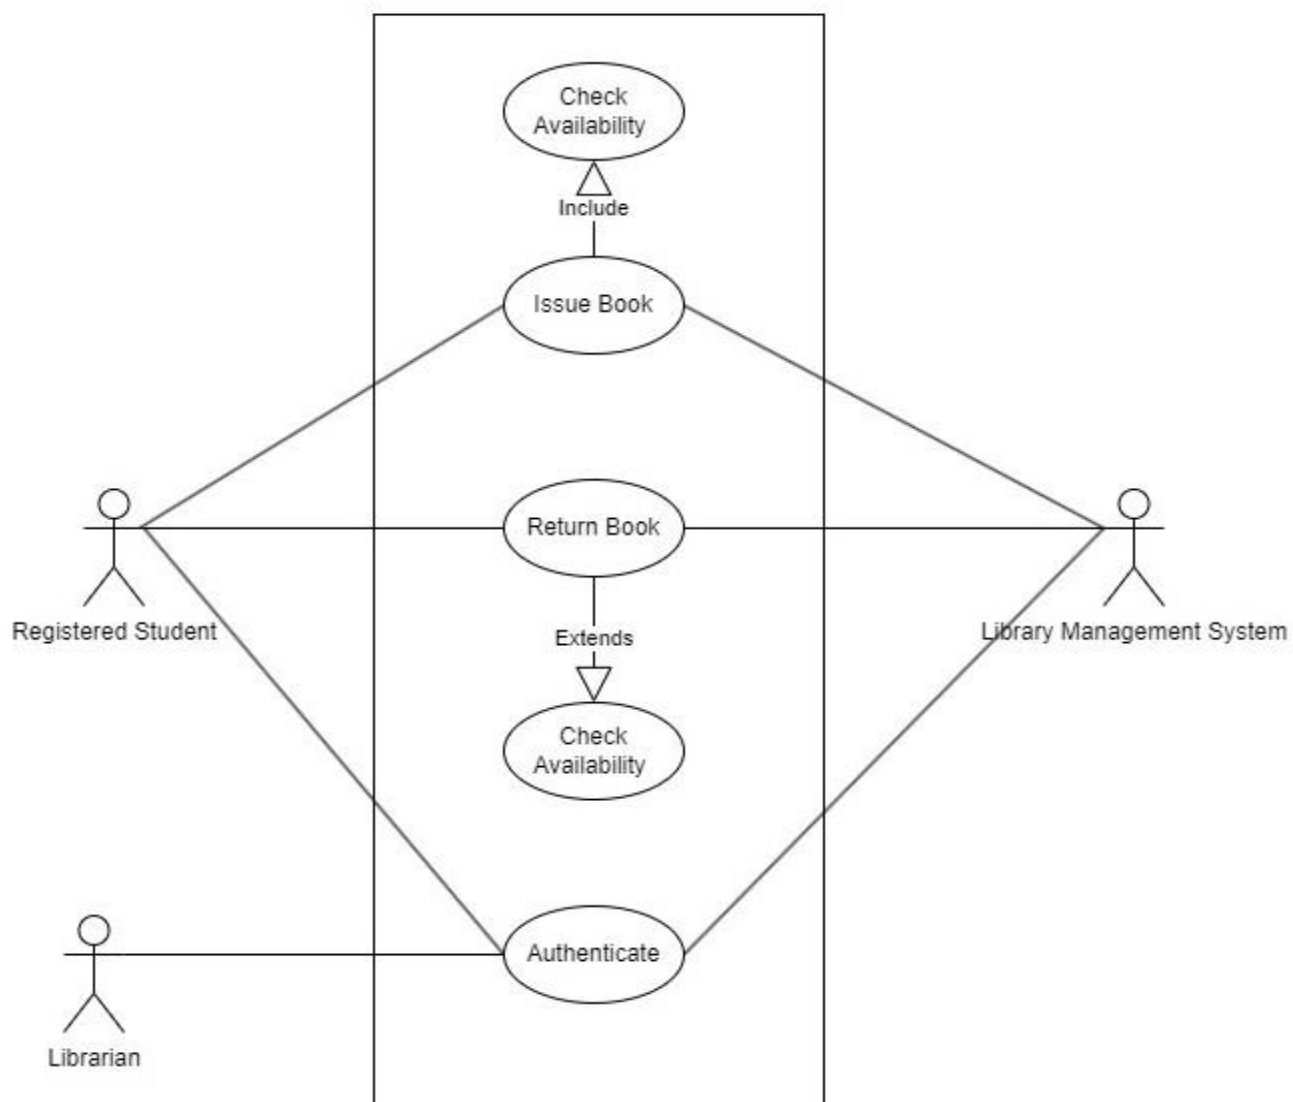 Check
Availability
Include
Issue Book
Return Book
Registered Student
Extends
Library Management System
Check
Availability
Authenticate
Librarian